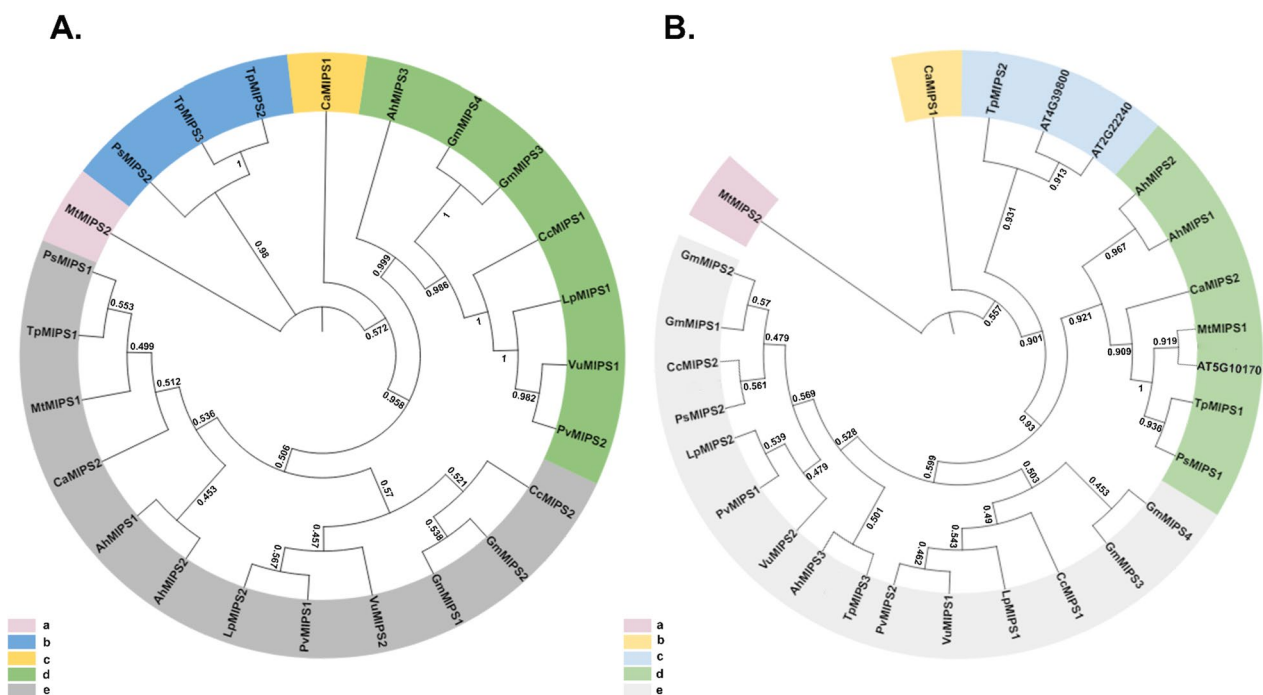 A.
CaMIPS1
TpMIPS2
AhMIPS3
TpMIPS3
GmMIPS4
PsMIPS2
GmMIPS3
MtMIPS2
CcMIPS1
PsMIPS1
LpMIPS1
TpMIPS1
VuMIPS1
MtMIPS1
PvMIPS2
CaMIPS2
CcMIPS2
AhMIPS1
GmMIPS2
AhMIPS2
GmMIPS1
LpMIPS2
PvMIPS1
VuMIPS2
1
0.98
0.999
1
0.986
0.572
1
1
0.982
0.958
0.553
0.499
0.512
0.536
0.506
0.453
0.57
0.521
0.538
0.457
0.567
a
b
c
d
e
B.
CaMIPS1
TpMIPS2
AT4G39800
AT2G22240
AhMIPS2
AhMIPS1
MtMIPS2
CaMIPS2
GmMIPS2
MtMIPS1
GmMIPS1
AT5G10170
CcMIPS2
TpMIPS1
PsMIPS2
PsMIPS1
LpMIPS2
GmMIPS4
PvMIPS1
GmMIPS3
VuMIPS2
CcMIPS1
AhMIPS3
LpMIPS1
TpMIPS3
VuMIPS1
PvMIPS2
0.913
0.931
0.967
0.557
0.901
0.921
0.909
0.919
1
0.936
0.93
0.57
0.479
0.561
0.569
0.539
0.479
0.528
0.501
0.599
0.503
0.453
0.49
0.543
0.462
a
b
c
d
e